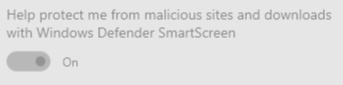 Help protect me from malicious sites and downloads
with Windows Defender SmartScreen
On